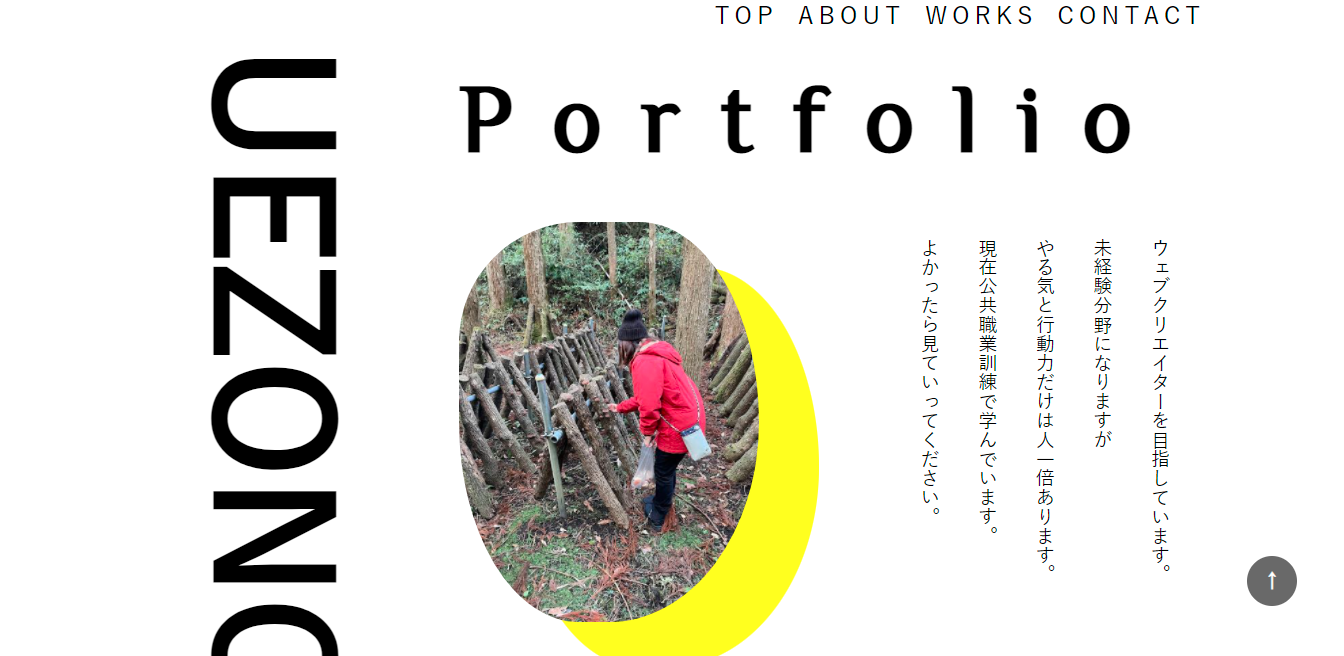 TOP ABOUT WORKS CONTACT
Portfolio
UEZONO
ウェブクリエイターを目指しています。
未経験分野になりますが
やる気と行動力だけは人一倍あります。
現在公共職業訓練で学んでいます。
よかったら見ていってください。
↑